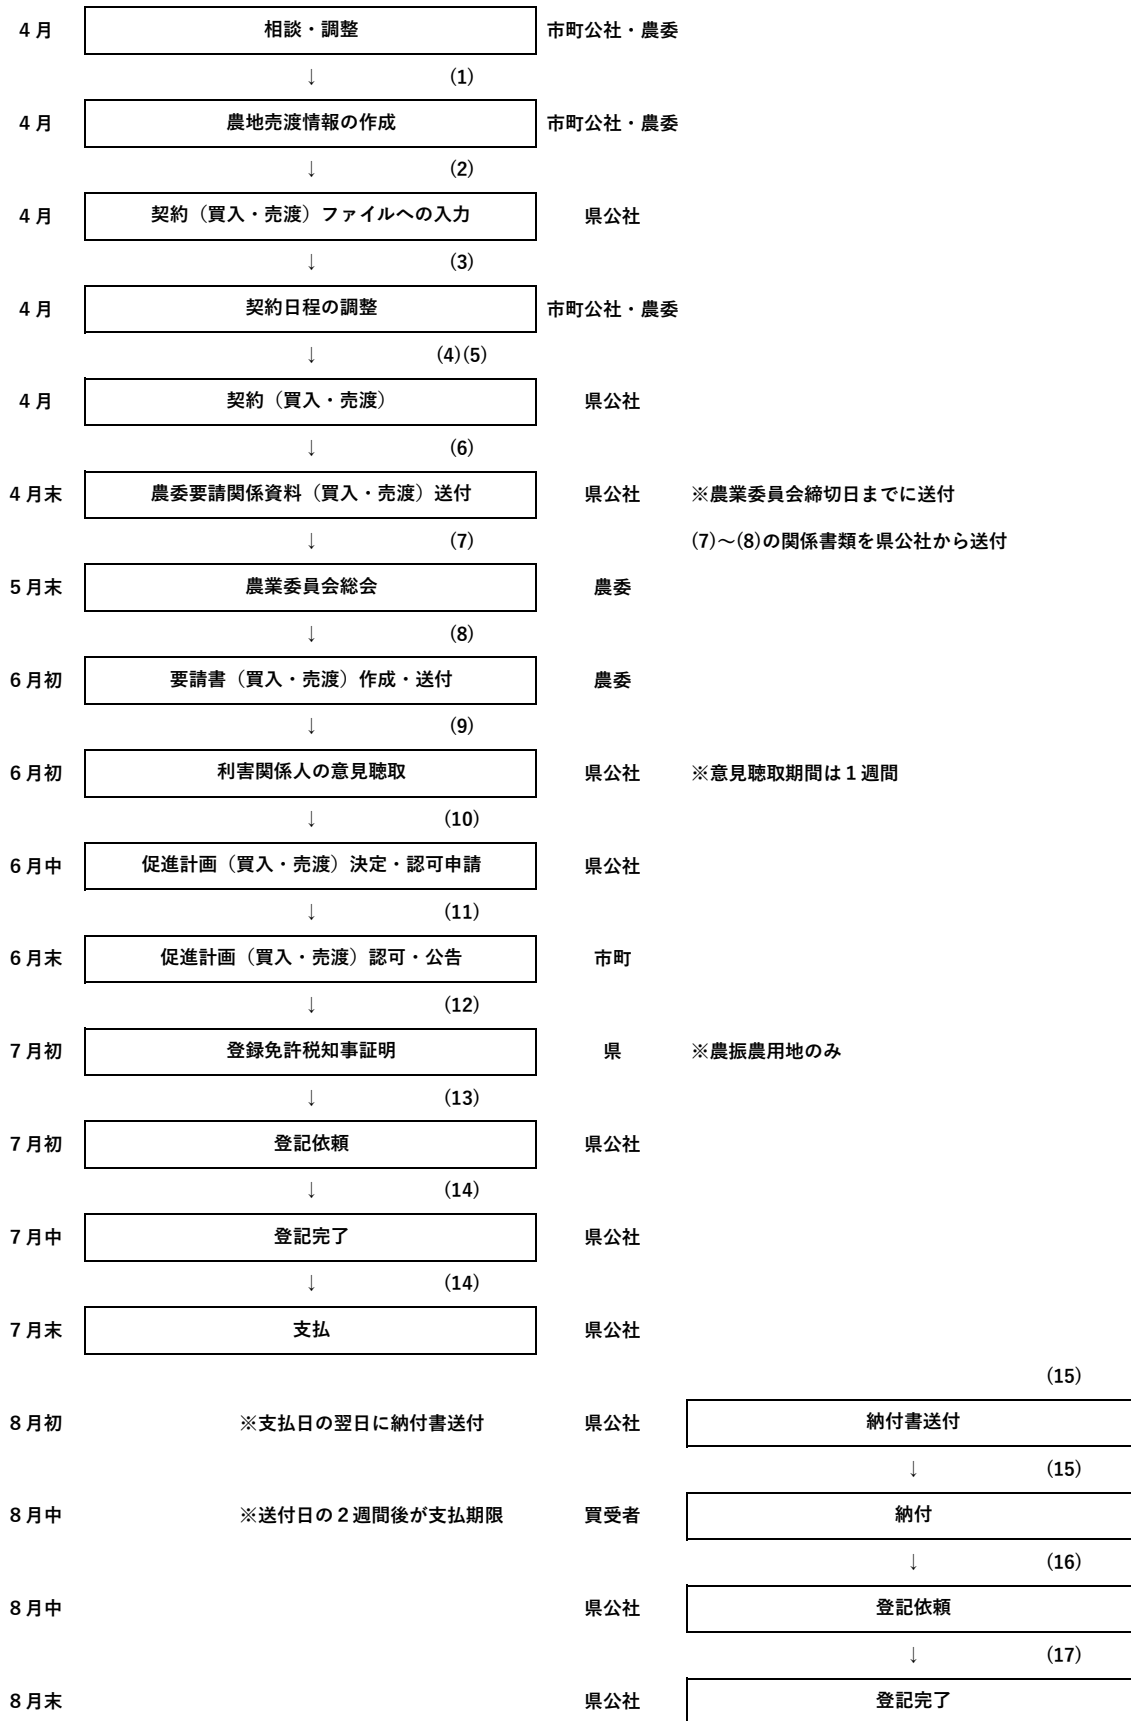 ４月 相談・調整 市町公社・農委
↓ (1)
４月 農地売渡情報の作成 市町公社・農委
↓ (2)
４月 契約（買入・売渡）ファイルへの入力 県公社
↓ (3)
４月 契約日程の調整 市町公社・農委
↓ (4)(5)
４月 契約（買入・売渡） 県公社
↓ (6)
４月末 農委要請関係資料（買入・売渡）送付 県公社 ※農業委員会締切日までに送付
↓ (7) (7)～(8)の関係書類を県公社から送付
５月末 農業委員会総会 農委
↓ (8)
６月初 要請書（買入・売渡）作成・送付 農委
↓ (9)
６月初 利害関係人の意見聴取 県公社 ※意見聴取期間は１週間
↓ (10)
６月中 促進計画（買入・売渡）決定・認可申請 県公社
↓ (11)
６月末 促進計画（買入・売渡）認可・公告 市町
↓ (12)
７月初 登録免許税知事証明 県 ※農振農用地のみ
↓ (13)
７月初 登記依頼 県公社
↓ (14)
７月中 登記完了 県公社
↓ (14)
７月末 支払 県公社
(15)
８月初 ※支払日の翌日に納付書送付 県公社 納付書送付
↓ (15)
８月中 ※送付日の２週間後が支払期限 買受者 納付
↓ (16)
８月中 県公社 登記依頼
↓ (17)
８月末 県公社 登記完了